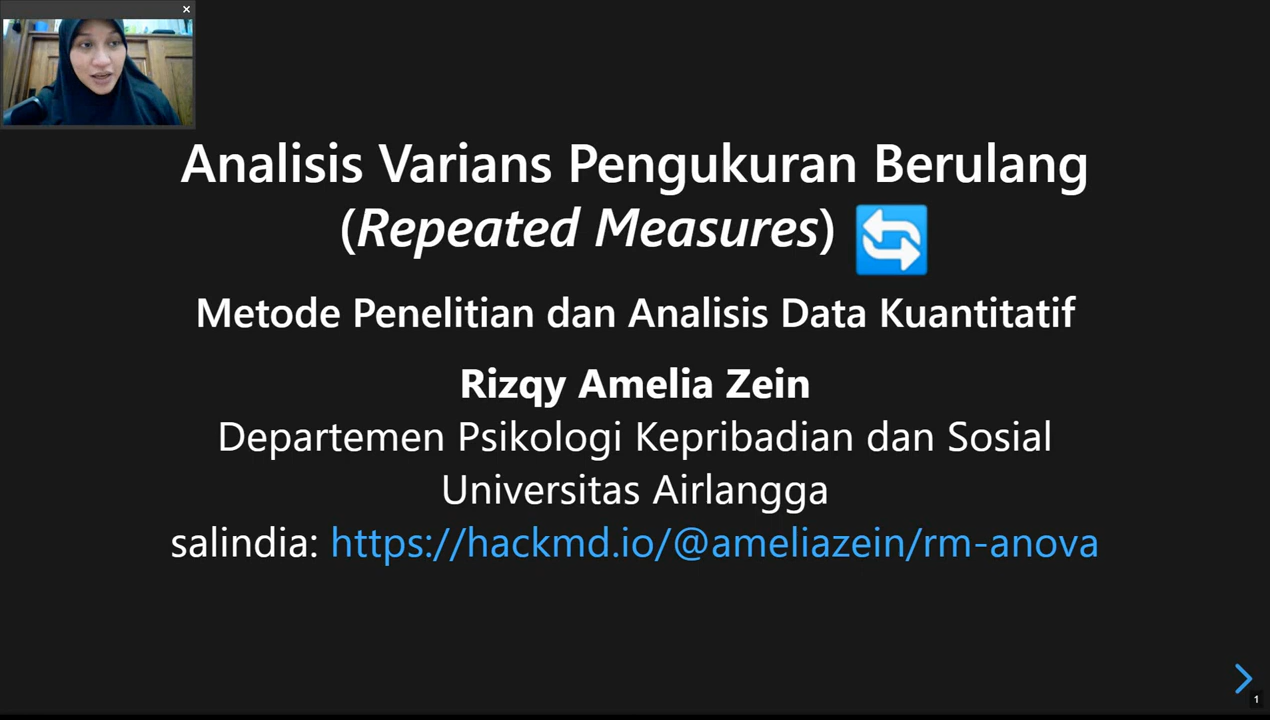 Analisis Varians Pengukuran Berulang
(Repeated Measures)
Metode Penelitian dan Analisis Data Kuantitatif
Rizqy Amelia Zein
Departemen Psikologi Kepribadian dan Sosial
Universitas Airlangga
salindia: https://hackmd.io/@ameliazein/rm-anova
1